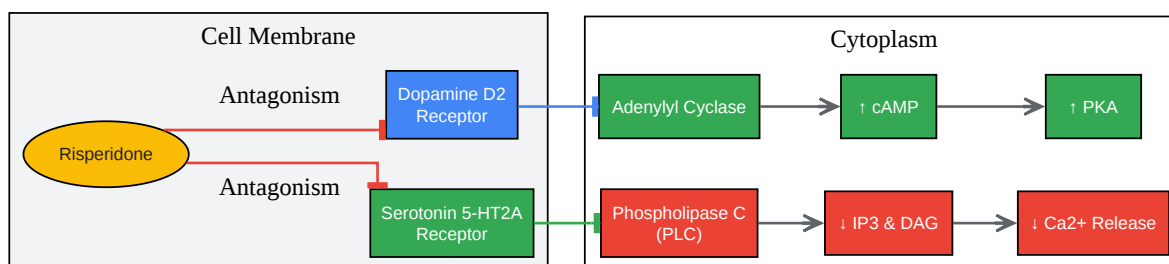 Cell Membrane
Cytoplasm
Antagonism
Dopamine D2
Receptor
Adenylyl Cyclase
↑ cAMP
↑ PKA
Risperidone
Antagonism
Serotonin 5-HT2A
Receptor
Phospholipase C
(PLC)
↓ IP3 & DAG
↓ Ca2+ Release